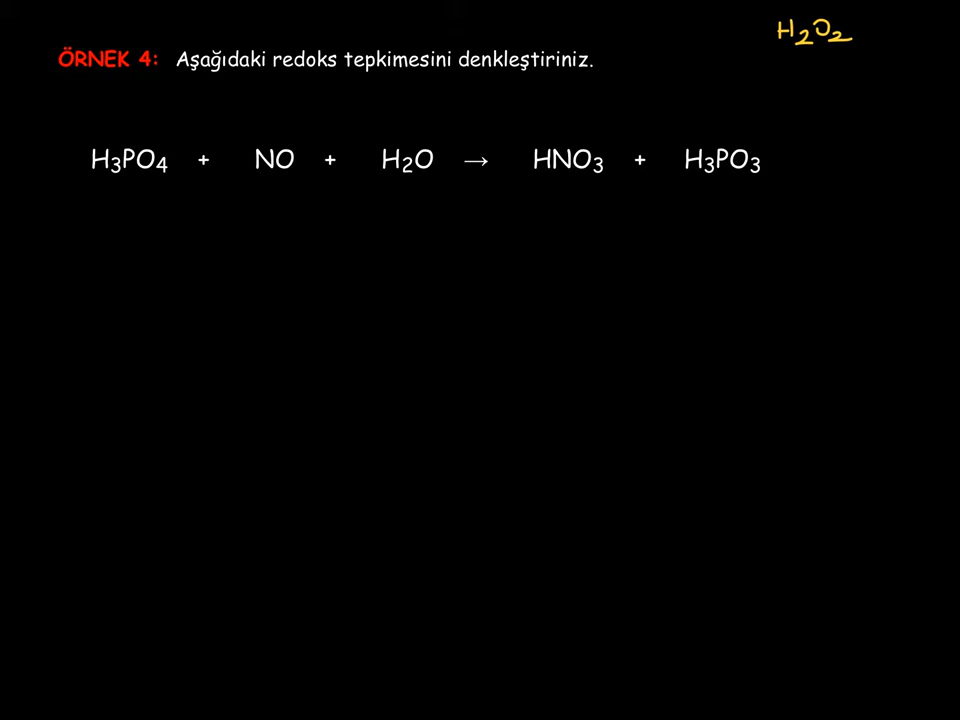 H₂O₂
ÖRNEK 4: Aşağıdaki redoks tepkimesini denkleştiriniz.
H₃PO₄ + NO + H₂O → HNO₃ + H₃PO₃